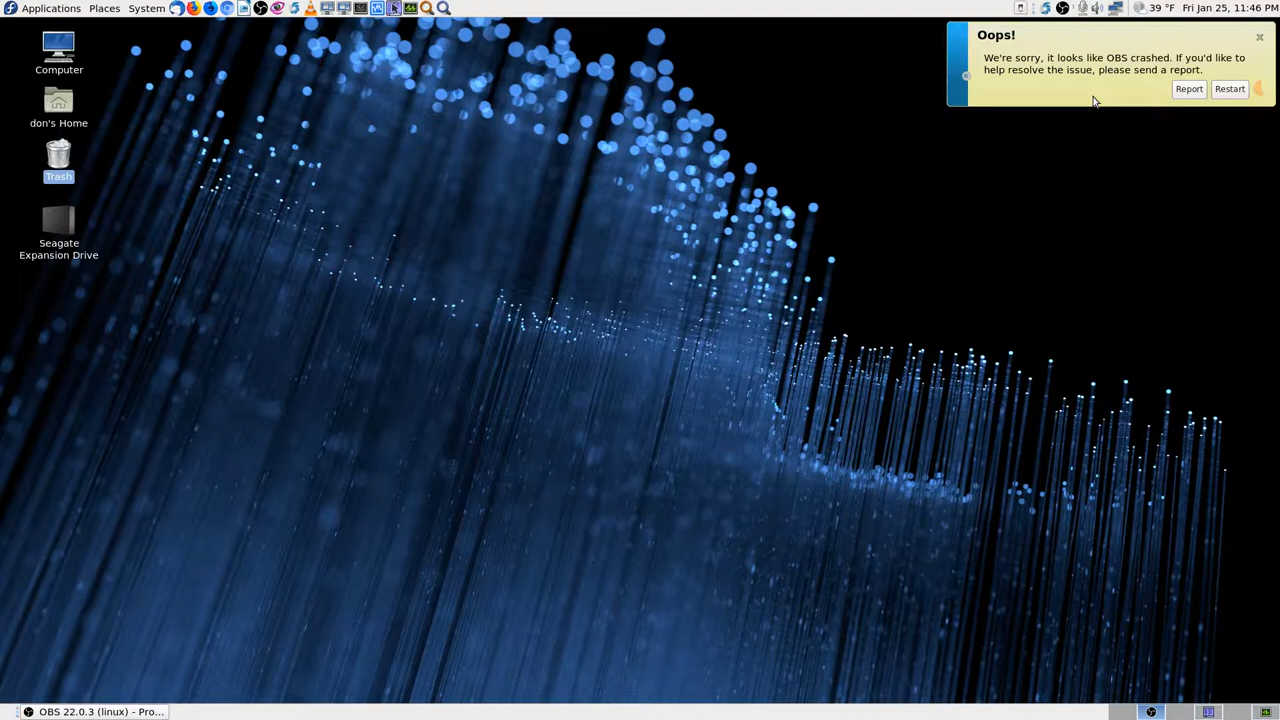 Applications Places System
39 °F Fri Jan 25, 11:46 PM
Oops!
We're sorry, it looks like OBS crashed. If you'd like to
help resolve the issue, please send a report.
Report Restart
Computer
don's Home
Trash
Seagate
Expansion Drive
OBS 22.0.3 (linux) - Pro...